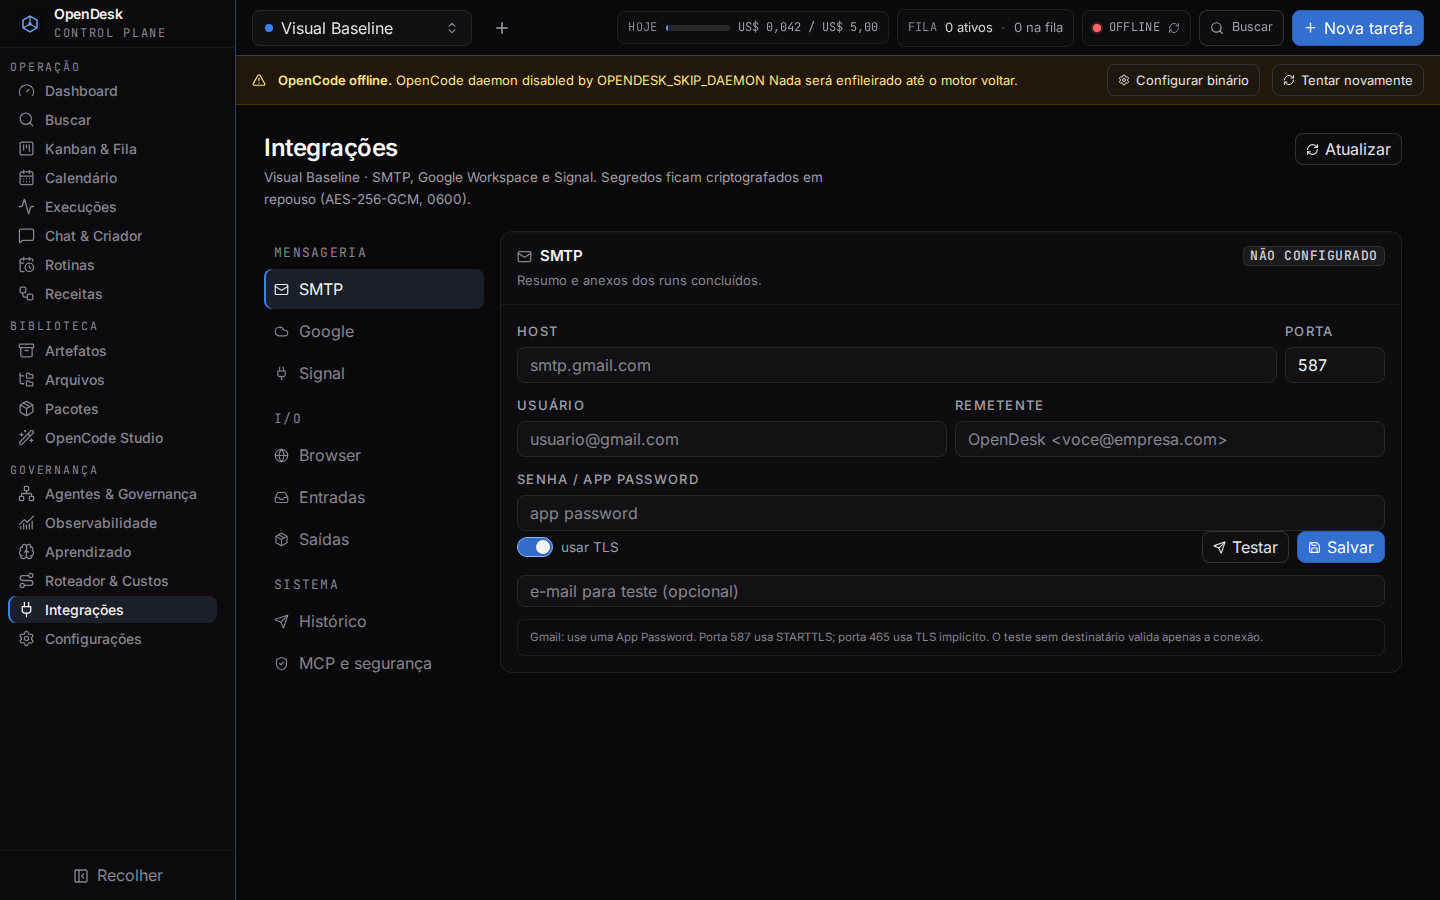 OpenDesk
CONTROL PLANE
OPERAÇÃO
Dashboard
Buscar
Kanban & Fila
Calendário
Execuções
Chat & Criador
Rotinas
Receitas
BIBLIOTECA
Artefatos
Arquivos
Pacotes
OpenCode Studio
GOVERNANÇA
Agentes & Governança
Observabilidade
Aprendizado
Roteador & Custos
Integrações
Configurações
Recolher
Visual Baseline
HOJE US$ 0,042 / US$ 5,00
FILA 0 ativos · 0 na fila
OFFLINE
Buscar
Nova tarefa
OpenCode offline. OpenCode daemon disabled by OPENDESK_SKIP_DAEMON Nada será enfileirado até o motor voltar.
Configurar binário
Tentar novamente
Integrações
Visual Baseline · SMTP, Google Workspace e Signal. Segredos ficam criptografados em
repouso (AES-256-GCM, 0600).
Atualizar
MENSAGERIA
SMTP
Google
Signal
I/O
Browser
Entradas
Saídas
SISTEMA
Histórico
MCP e segurança
SMTP
NÃO CONFIGURADO
Resumo e anexos dos runs concluídos.
HOST
smtp.gmail.com
PORTA
587
USUÁRIO
usuario@gmail.com
REMETENTE
OpenDesk <voce@empresa.com>
SENHA / APP PASSWORD
app password
usar TLS
Testar
Salvar
e-mail para teste (opcional)
Gmail: use uma App Password. Porta 587 usa STARTTLS; porta 465 usa TLS implícito. O teste sem destinatário valida apenas a conexão.